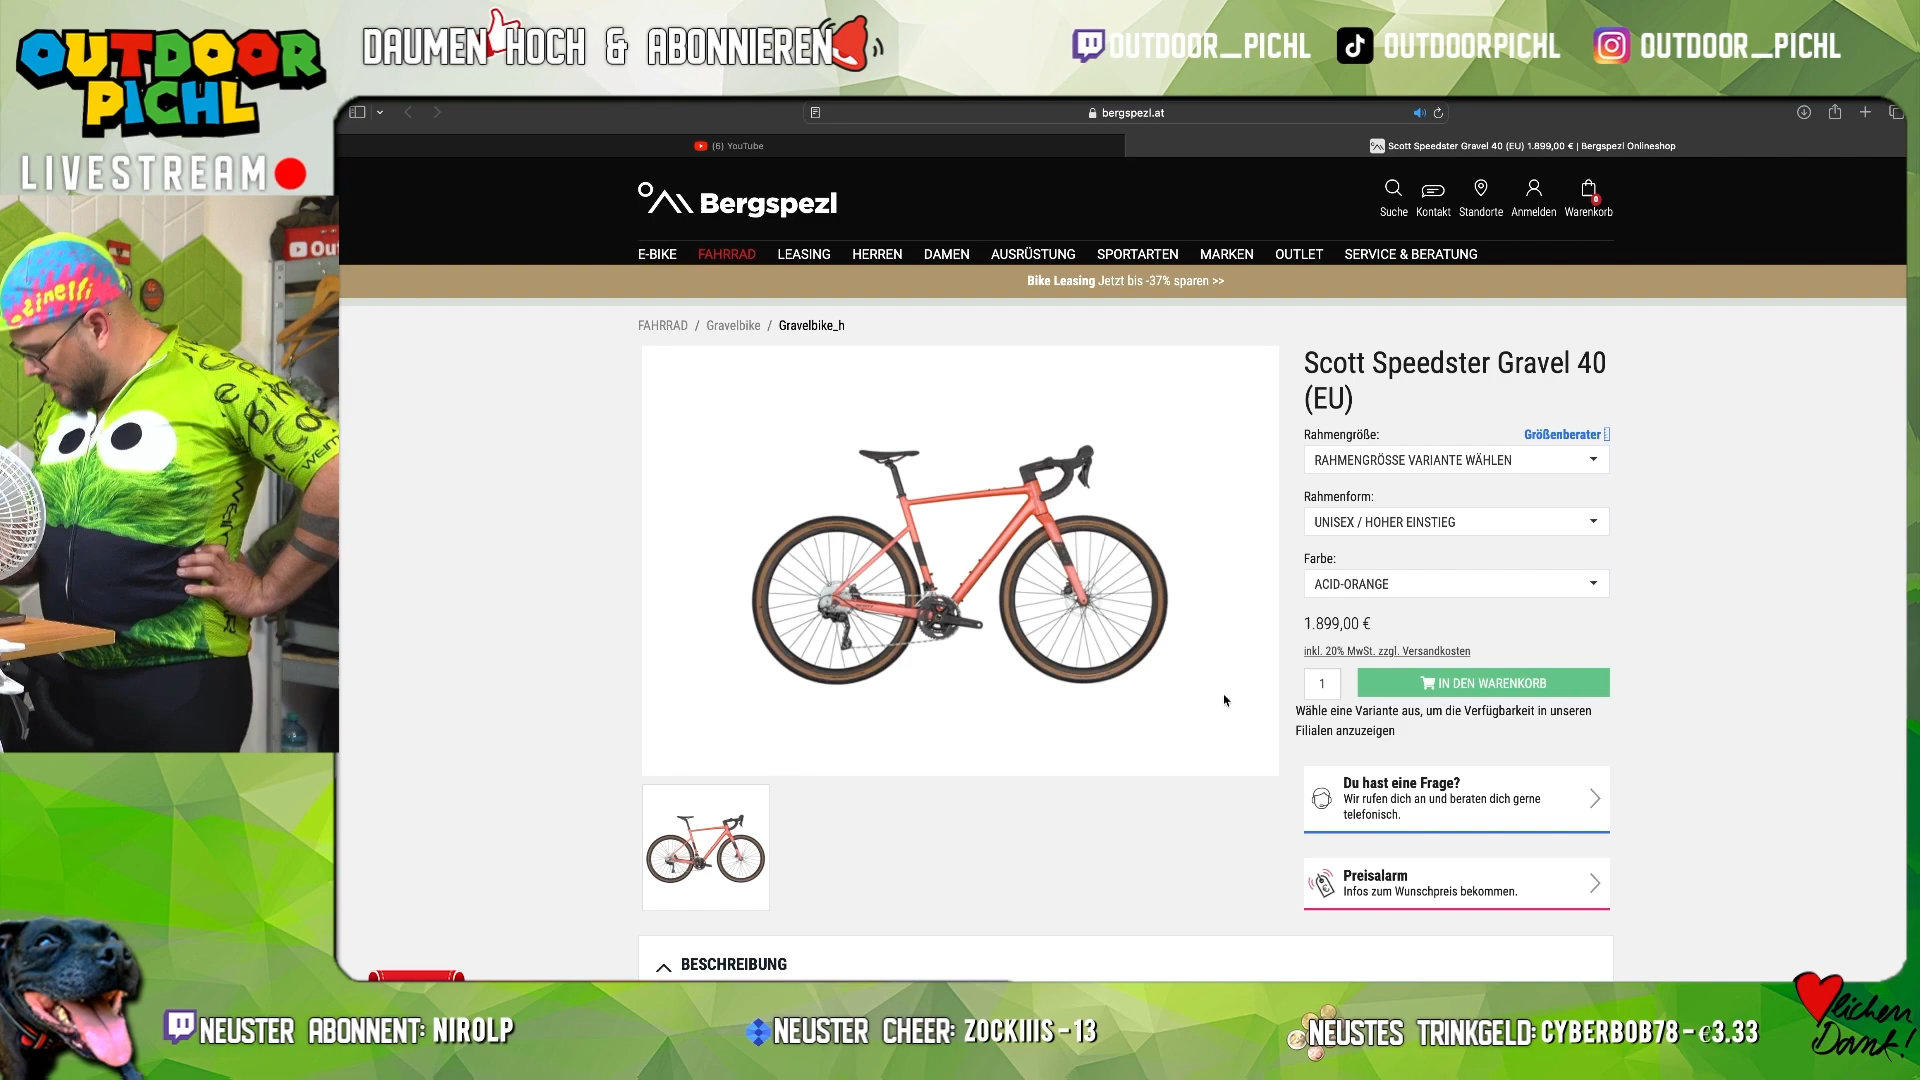 OUTDOOR
PICHL
LIVESTREAM
DAUMEN HOCH & ABONNIEREN
OUTDOOR_PICHL
OUTDOORPICHL
OUTDOOR_PICHL
bergspezl.at
(6) YouTube
Scott Speedster Gravel 40 (EU) 1.899,00 € | Bergspezl Onlineshop
Bergspezl
Suche
Kontakt
Standorte
Anmelden
0
Warenkorb
E-BIKE
FAHRRAD
LEASING
HERREN
DAMEN
AUSRÜSTUNG
SPORTARTEN
MARKEN
OUTLET
SERVICE & BERATUNG
Bike Leasing Jetzt bis -37% sparen >>
FAHRRAD / Gravelbike / Gravelbike_h
Scott Speedster Gravel 40
(EU)
Rahmengröße:
Größenberater
RAHMENGRÖSSE VARIANTE WÄHLEN
Rahmenform:
UNISEX / HOHER EINSTIEG
Farbe:
ACID-ORANGE
1.899,00 €
inkl. 20% MwSt. zzgl. Versandkosten
1
IN DEN WARENKORB
Wähle eine Variante aus, um die Verfügbarkeit in unseren
Filialen anzuzeigen
Du hast eine Frage?
Wir rufen dich an und beraten dich gerne
telefonisch.
Preisalarm
Infos zum Wunschpreis bekommen.
BESCHREIBUNG
Out
cinelli
NEUSTER ABONNENT: NIROLP
NEUSTER CHEER: ZOCKIIIS - 13
NEUSTES TRINKGELD: CYBERBOB78 - €3.33
lichen
Dank!